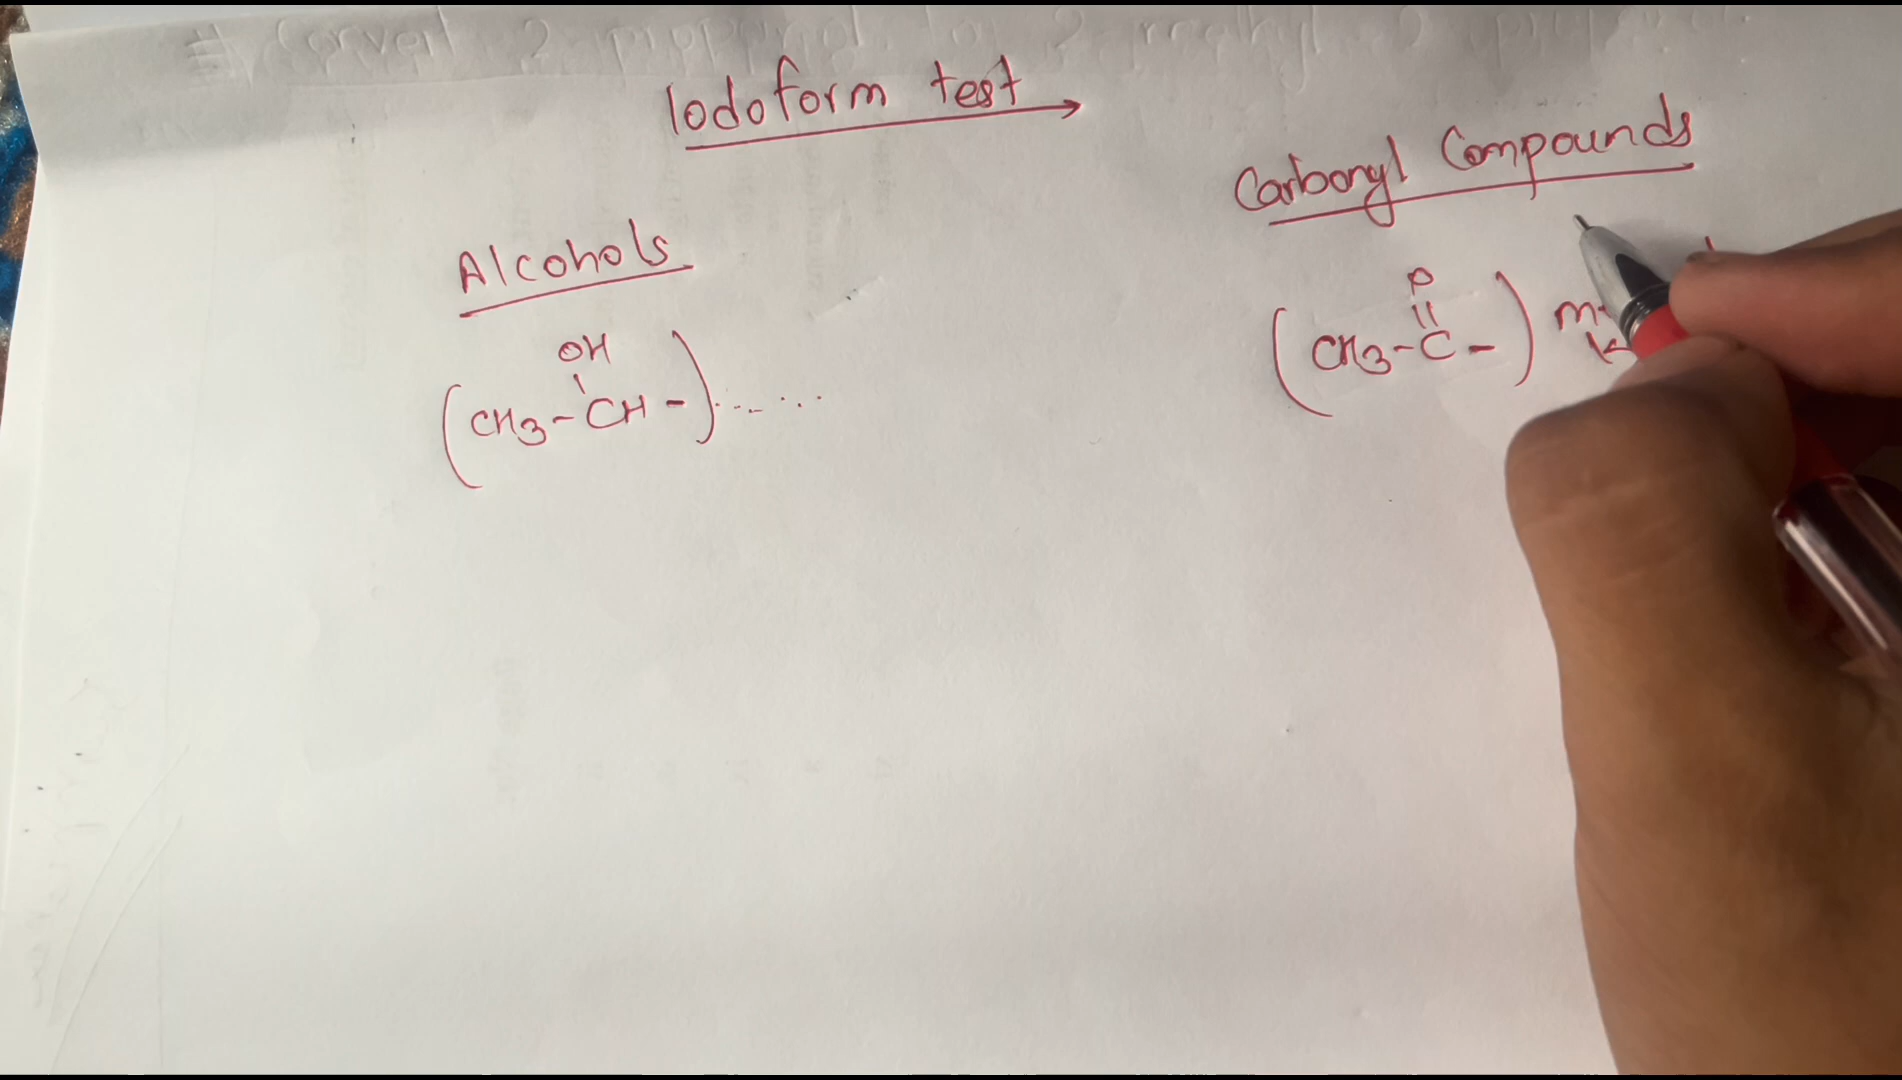 Iodoform test
Carbonyl Compounds
Alcohols
O
||
(CH3-C-)
OH
|
(CH3-CH-).......